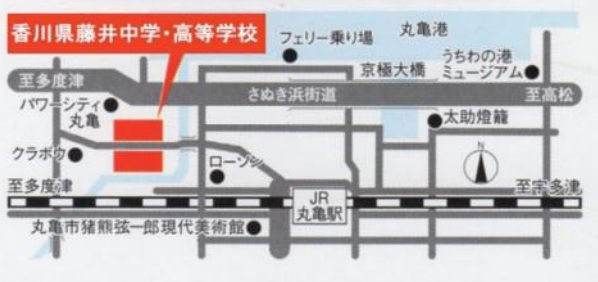 香川県藤井中学・高等学校
フェリー乗り場
丸亀港
うちわの港
ミュージアム
京極大橋
至多度津
さぬき浜街道
至高松
パワーシティ
丸亀
太助燈籠
クラボウ
ローソン
N
至多度津
至宇多津
JR
丸亀駅
丸亀市猪熊弦一郎現代美術館